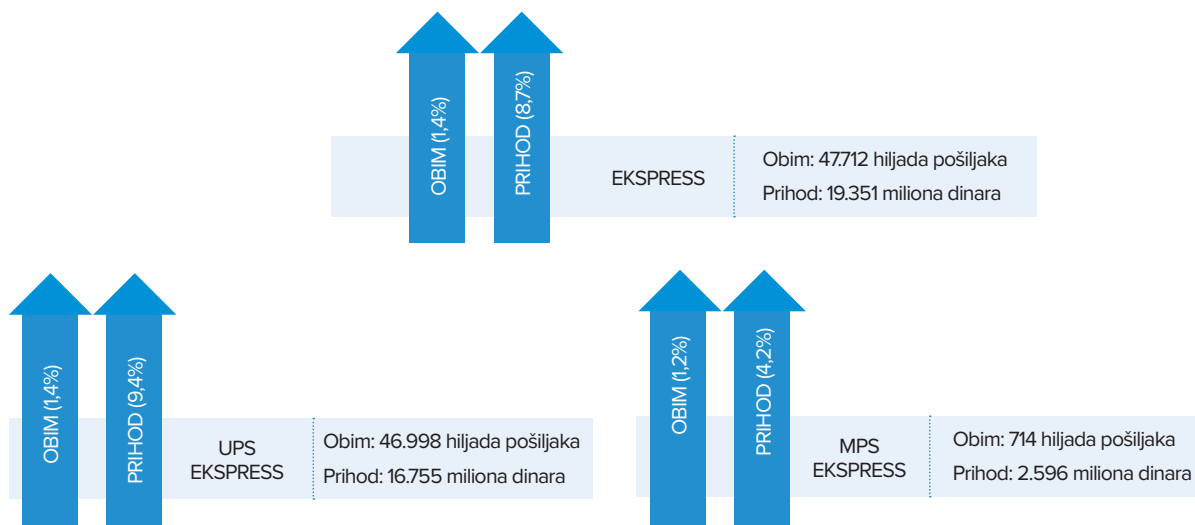 OBIM (1,4%)
PRIHOD (8,7%)
EKSPRESS
Obim: 47.712 hiljada pošiljaka
Prihod: 19.351 miliona dinara
OBIM (1,4%)
PRIHOD (9,4%)
UPS
EKSPRESS
Obim: 46.998 hiljada pošiljaka
Prihod: 16.755 miliona dinara
OBIM (1,2%)
PRIHOD (4,2%)
MPS
EKSPRESS
Obim: 714 hiljada pošiljaka
Prihod: 2.596 miliona dinara